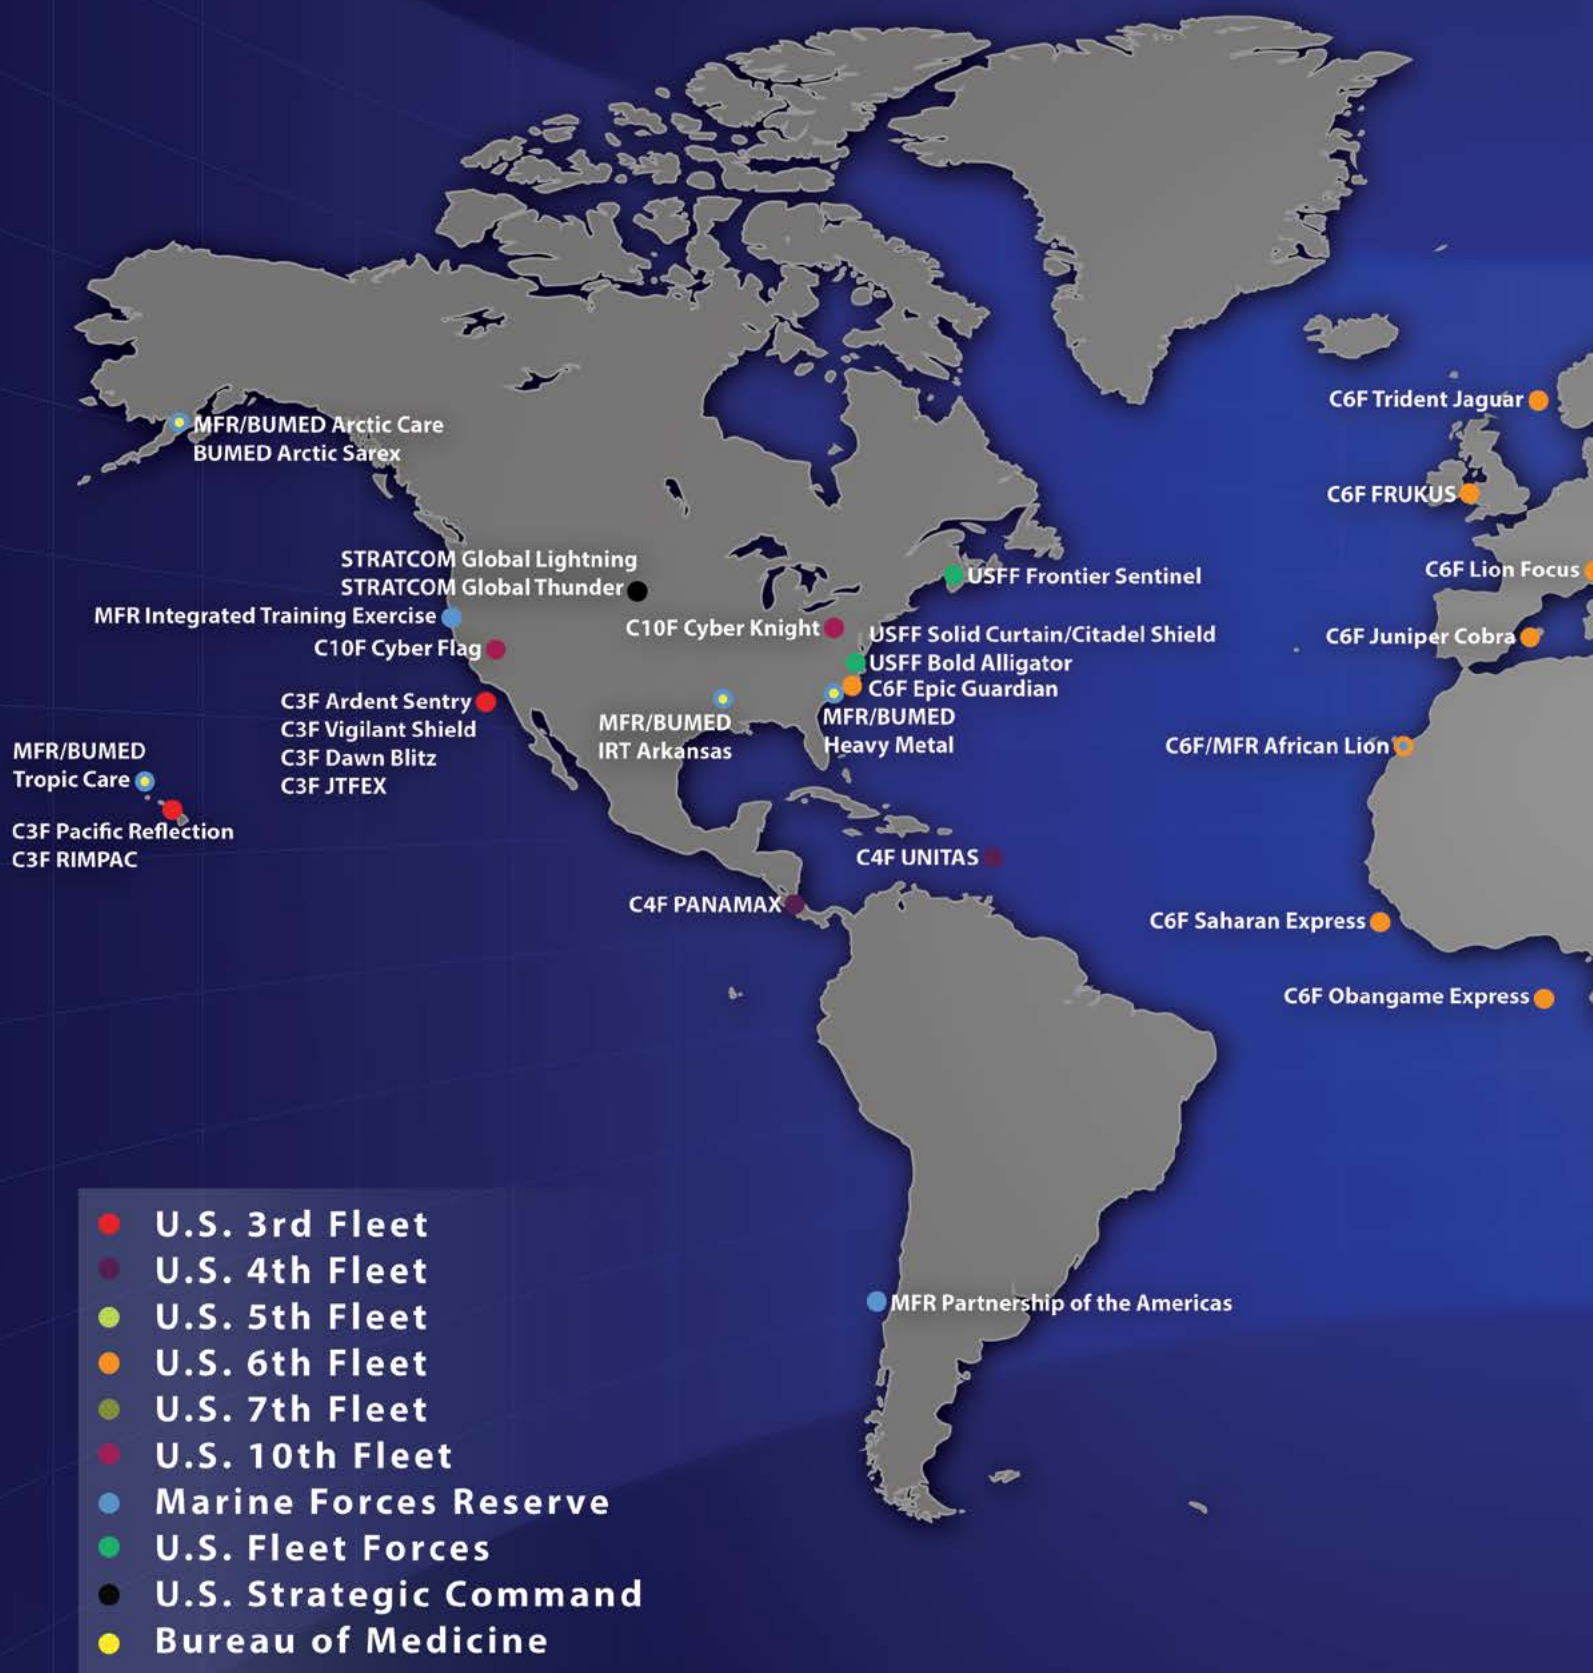 C6F Trident Jaguar
MFR/BUMED Arctic Care
BUMED Arctic Sarex
C6F FRUKUS
STRATCOM Global Lightning
STRATCOM Global Thunder
C6F Lion Focus
USFF Frontier Sentinel
MFR Integrated Training Exercise
C10F Cyber Knight
USFF Solid Curtain/Citadel Shield
C6F Juniper Cobra
C10F Cyber Flag
USFF Bold Alligator
C6F Epic Guardian
C3F Ardent Sentry
C3F Vigilant Shield
C3F Dawn Blitz
C3F JTFEX
MFR/BUMED
IRT Arkansas
MFR/BUMED
Heavy Metal
C6F/MFR African Lion
MFR/BUMED
Tropic Care
C3F Pacific Reflection
C3F RIMPAC
C4F UNITAS
C4F PANAMAX
C6F Saharan Express
C6F Obangame Express
MFR Partnership of the Americas
U.S. 3rd Fleet
U.S. 4th Fleet
U.S. 5th Fleet
U.S. 6th Fleet
U.S. 7th Fleet
U.S. 10th Fleet
Marine Forces Reserve
U.S. Fleet Forces
U.S. Strategic Command
Bureau of Medicine